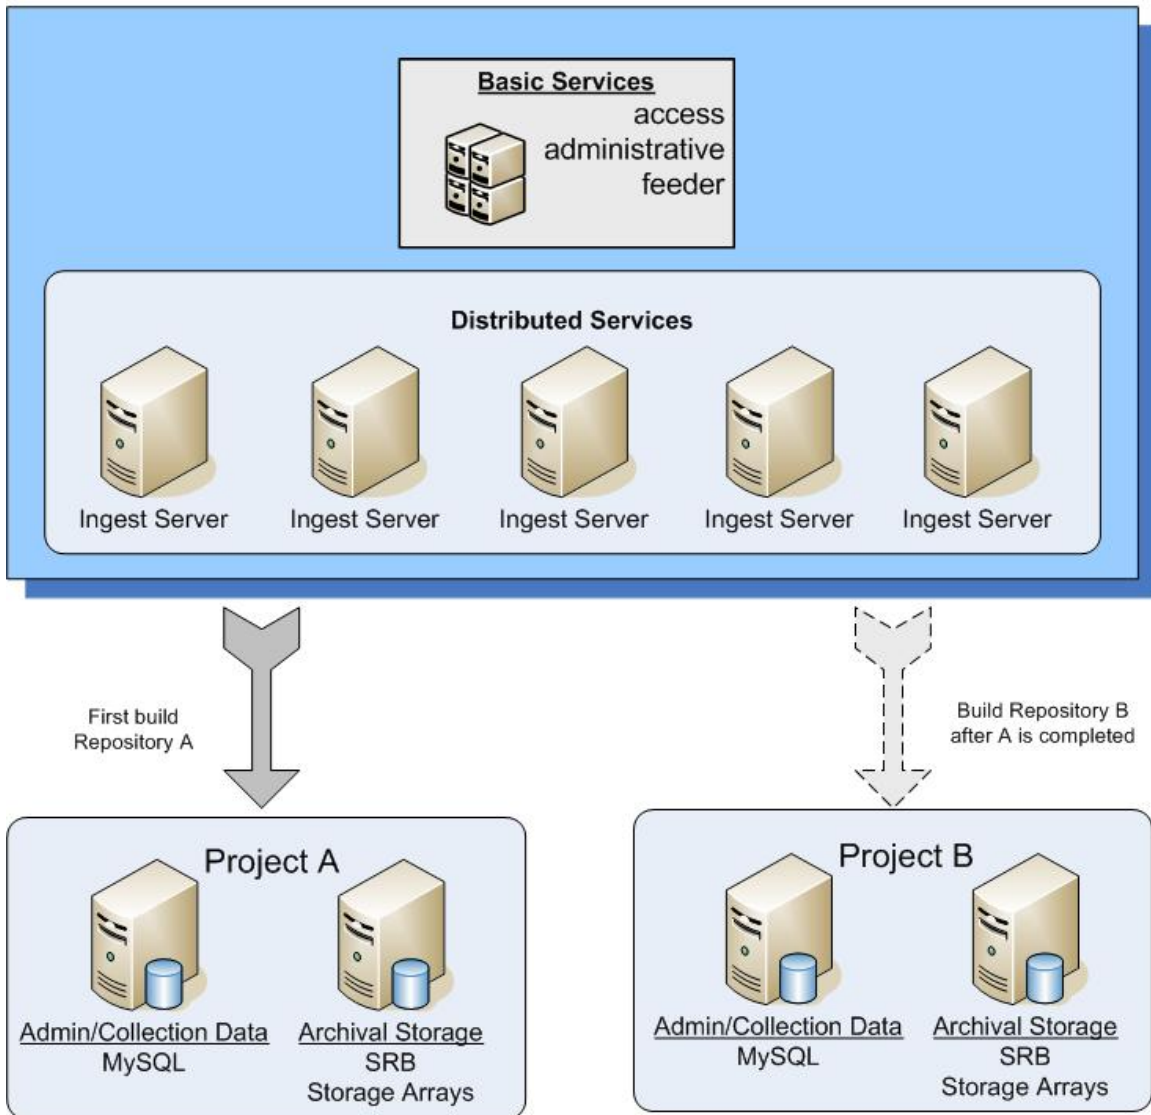 Basic Services
access
administrative
feeder
Distributed Services
Ingest Server
Ingest Server
Ingest Server
Ingest Server
Ingest Server
First build
Repository A
Build Repository B
after A is completed
Project A
Admin/Collection Data
MySQL
Archival Storage
SRB
Storage Arrays
Project B
Admin/Collection Data
MySQL
Archival Storage
SRB
Storage Arrays